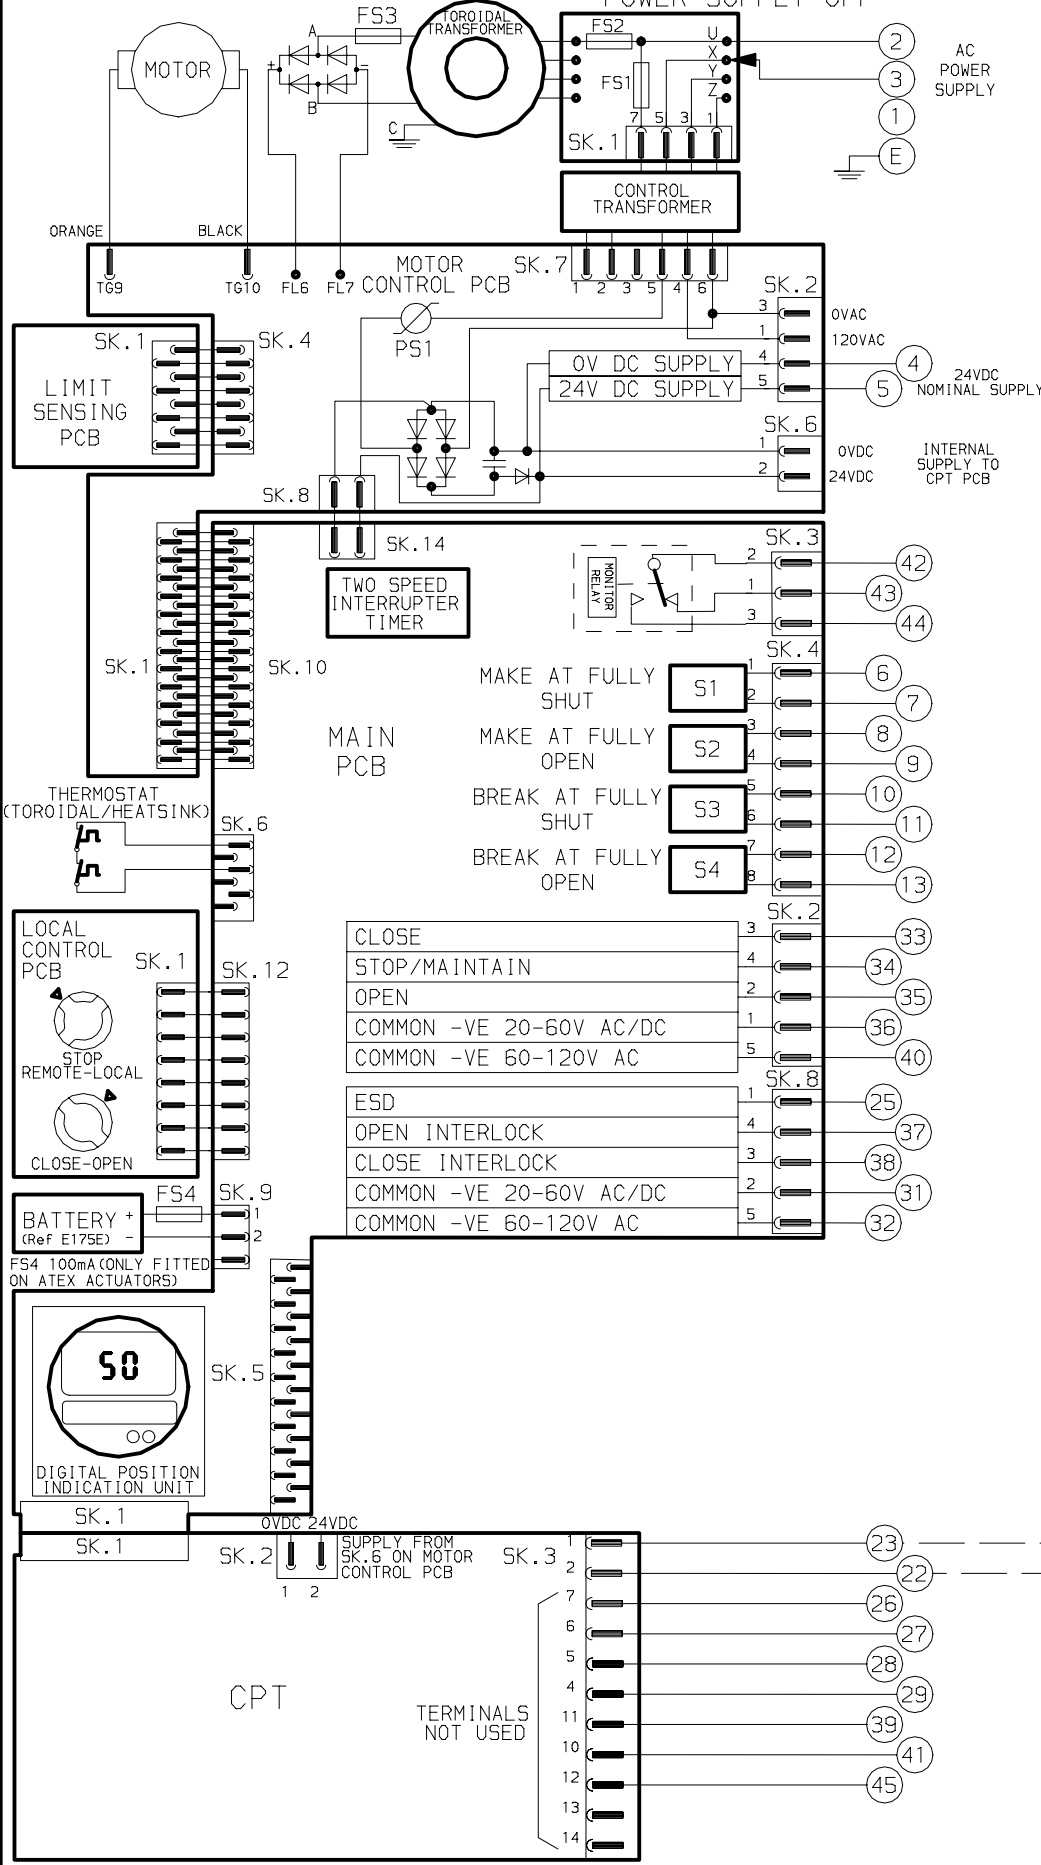 FS3
TOROIDAL
TRANSFORMER
FS2
U
X
Y
Z
FS1
7 5 3 1
SK.1
2
3
1
E
AC
POWER
SUPPLY
MOTOR
A
+ -
B
C
CONTROL
TRANSFORMER
ORANGE
BLACK
TG9
TG10
FL6
FL7
MOTOR
CONTROL PCB
SK.7
1 2 3 5 4 6
SK.2
3 0VAC
1 120VAC
PS1
0V DC SUPPLY 4
24V DC SUPPLY 5
4
5
24VDC
NOMINAL SUPPLY
SK.6
1 0VDC
2 24VDC
INTERNAL
SUPPLY TO
CPT PCB
SK.1
SK.4
LIMIT
SENSING
PCB
SK.8
SK.14
TWO SPEED
INTERRUPTER
TIMER
MONITOR
RELAY
SK.3
2 42
1 43
3 44
SK.1
SK.10
MAIN
PCB
SK.4
MAKE AT FULLY
SHUT
S1
1 6
2 7
MAKE AT FULLY
OPEN
S2
3 8
4 9
BREAK AT FULLY
SHUT
S3
5 10
6 11
BREAK AT FULLY
OPEN
S4
7 12
8 13
THERMOSTAT
(TOROIDAL/HEATSINK)
SK.6
LOCAL
CONTROL
PCB
SK.1
SK.12
STOP
REMOTE-LOCAL
CLOSE-OPEN
SK.2
CLOSE 3 33
STOP/MAINTAIN 4 34
OPEN 2 35
COMMON -VE 20-60V AC/DC 1 36
COMMON -VE 60-120V AC 5 40
SK.8
ESD 1 25
OPEN INTERLOCK 4 37
CLOSE INTERLOCK 3 38
COMMON -VE 20-60V AC/DC 2 31
COMMON -VE 60-120V AC 5 32
BATTERY + -
(Ref E175E)
FS4
SK.9
1
2
FS4 100mA(ONLY FITTED
ON ATEX ACTUATORS)
50
SK.5
DIGITAL POSITION
INDICATION UNIT
SK.1
SK.1
0VDC 24VDC
SK.2
1 2
SUPPLY FROM
SK.6 ON MOTOR
CONTROL PCB
SK.3
1 23
2 22
7 26
6 27
5 28
4 29
11 39
10 41
12 45
13
14
CPT
TERMINALS
NOT USED